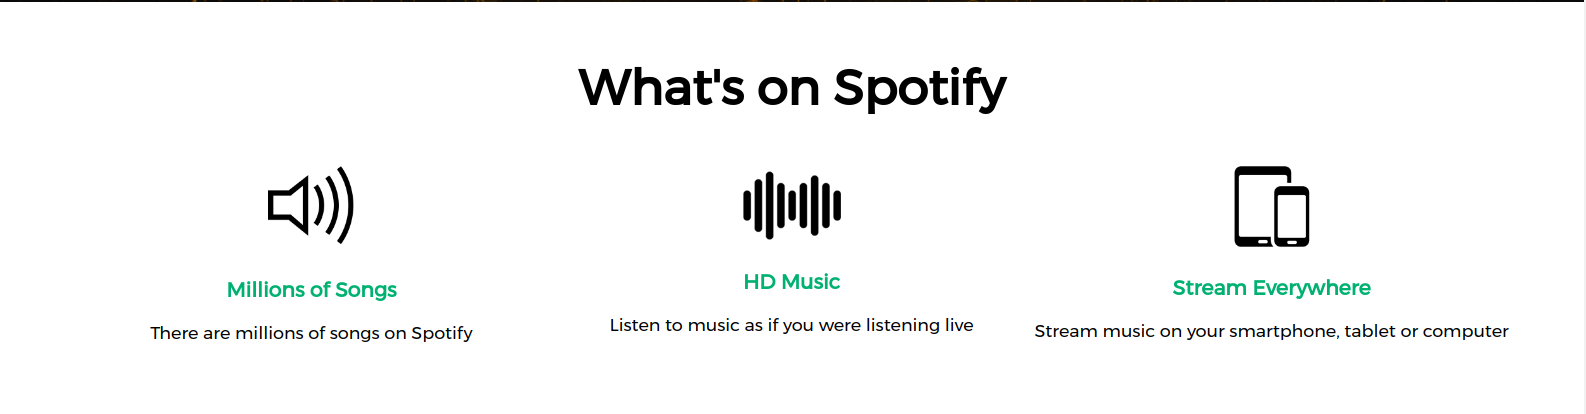 What's on Spotify
Millions of Songs
There are millions of songs on Spotify
HD Music
Listen to music as if you were listening live
Stream Everywhere
Stream music on your smartphone, tablet or computer